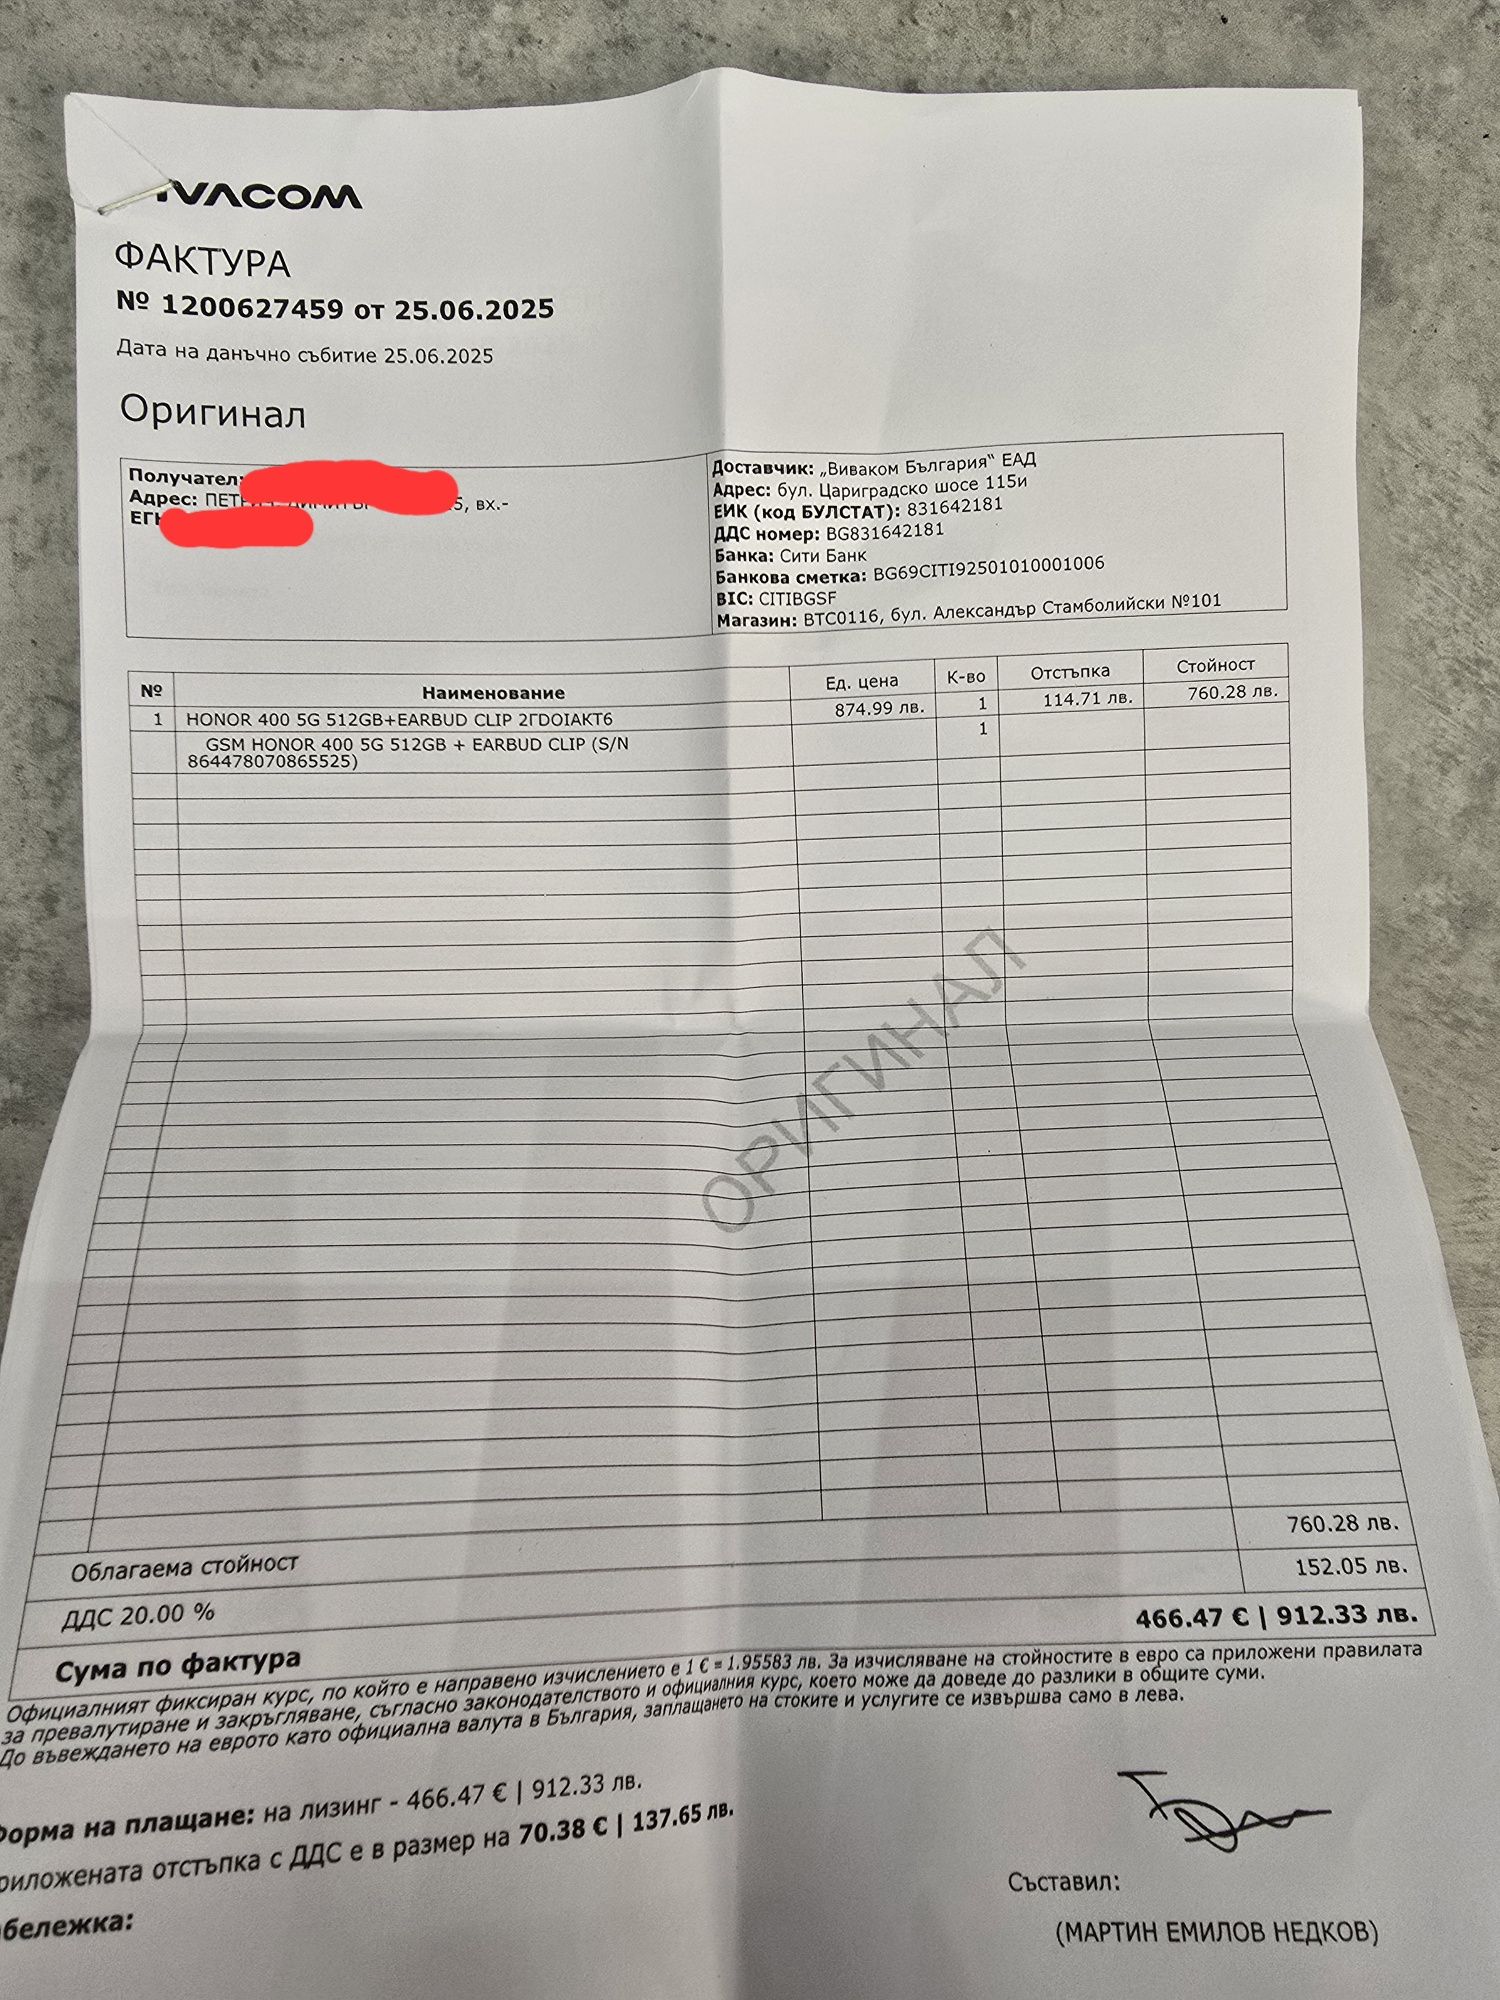 VACOM
ФАКТУРА
№ 1200627459 от 25.06.2025
Дата на данъчно събитие 25.06.2025
Оригинал
Получател:
Адрес: 5, вх.-
Доставчик: „Виваком България“ ЕАД
Адрес: бул. Цариградско шосе 115и
ЕИК (код БУЛСТАТ): 831642181
ДДС номер: BG831642181
Банка: Сити Банк
Банкова сметка: BG69CITI92501010001006
BIC: CITIBGSF
Магазин: BTC0116, бул. Александър Стамболийски №101
№ Наименование Ед. цена К-во Отстъпка Стойност
1 HONOR 400 5G 512GB+EARBUD CLIP 2ГDOIAKT6 874.99 лв. 1 114.71 лв. 760.28 лв.
GSM HONOR 400 5G 512GB + EARBUD CLIP (S/N 1
864478070865525)
ОРИГИНАЛ
Облагаема стойност 760.28 лв.
ДДС 20.00 % 152.05 лв.
Сума по фактура 466.47 € | 912.33 лв.
Официалният фиксиран курс, по който е направено изчислението е 1 € = 1.95583 лв. За изчисляване на стойностите в евро са приложени правилата
за превалутиране и закръгляване, съгласно законодателството и официалния курс, което може да доведе до разлики в общите суми.
До въвеждането на еврото като официална валута в България, заплащането на стоките и услугите се извършва само в лева.
орма на плащане: на лизинг - 466.47 € | 912.33 лв.
риложената отстъпка с ДДС е в размер на 70.38 € | 137.65 лв.
бележка:
Съставил:
(МАРТИН ЕМИЛОВ НЕДКОВ)